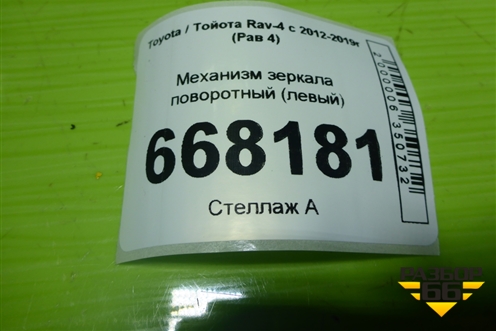 Toyota / Тойота Rav-4 с 2012-2019г
(Рав 4)
Механизм зеркала
поворотный (левый)
668181
Стеллаж А
2000006350732
РАЗБОР
66